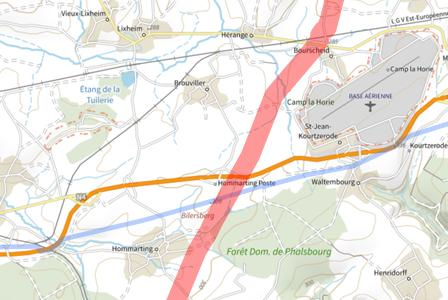 Vieux-Lixheim
Lixheim
Hérange
L G V Est-Européenne
Bourscheid
Camp la Horie
Étang de la
Tuilerie
Brouviller
Camp la Horie
BASE AÉRIENNE
St-Jean-
Kourtzerode
Kourtzerode
N4
Hommarting Poste
Waltembourg
Bilersberg
Hommarting
Forêt Dom. de Phalsbourg
Henridorff